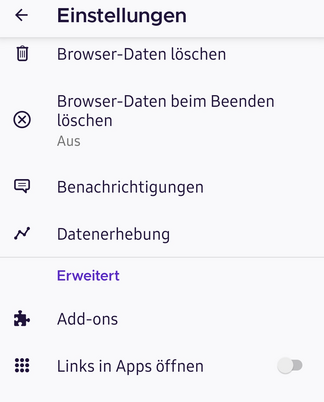 Einstellungen
Browser-Daten löschen
Browser-Daten beim Beenden
löschen
Aus
Benachrichtigungen
Datenerhebung
Erweitert
Add-ons
Links in Apps öffnen